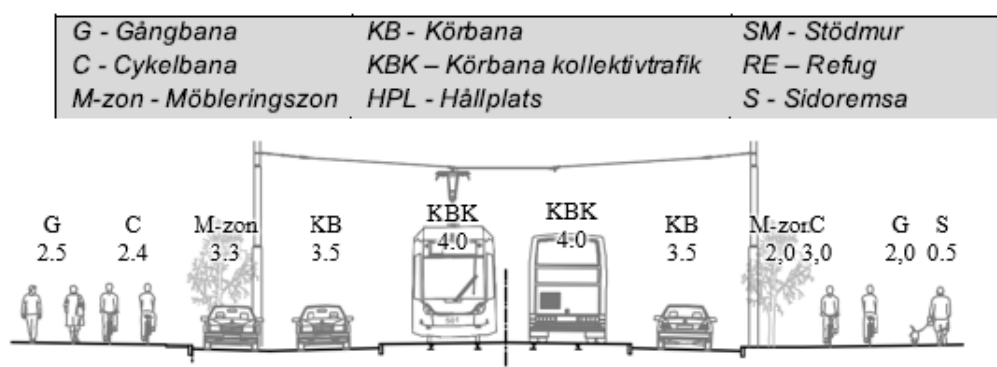 G - Gångbana KB - Körbana SM - Stödmur
C - Cykelbana KBK – Körbana kollektivtrafik RE – Refug
M-zon - Möbleringszon HPL - Hållplats S - Sidoremsa
G C M-zon KB KBK KBK KB M-zon C G S
2.5 2.4 3.3 3.5 4.0 4.0 3.5 2,0 3,0 2,0 0.5